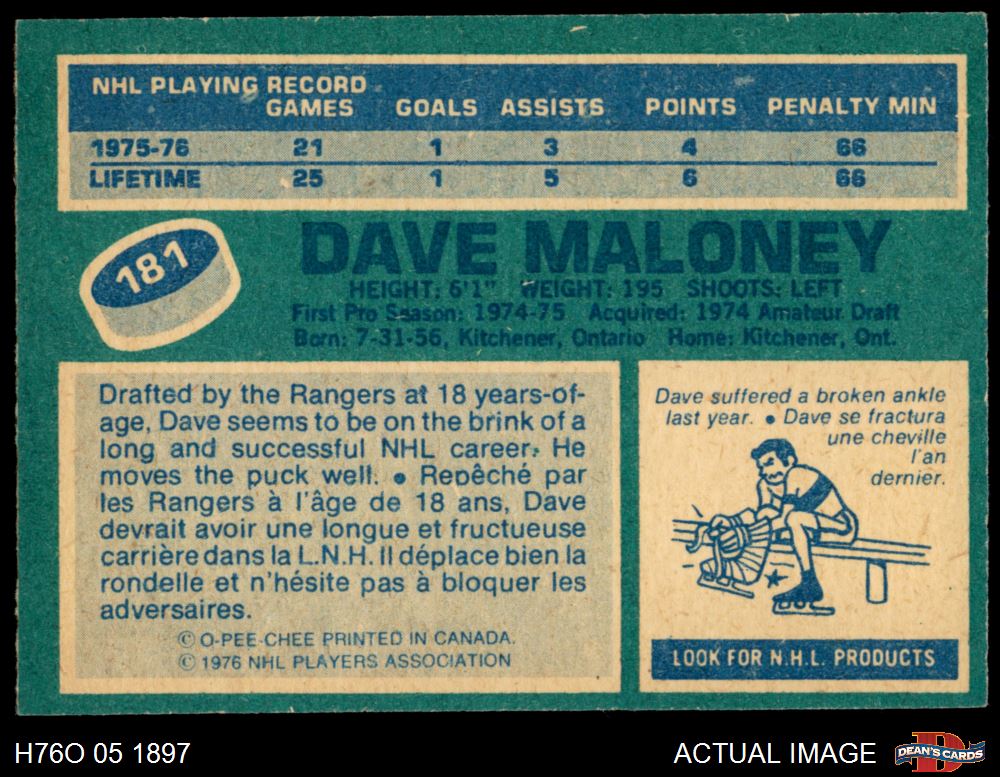 NHL PLAYING RECORD
GAMES GOALS ASSISTS POINTS PENALTY MIN
1975-76 21 1 3 4 66
LIFETIME 25 1 5 6 66
181
DAVE MALONEY
HEIGHT: 6'1" WEIGHT: 195 SHOOTS: LEFT
First Pro Season: 1974-75 Acquired: 1974 Amateur Draft
Born: 7-31-56, Kitchener, Ontario Home: Kitchener, Ont.
Drafted by the Rangers at 18 years-of-
age, Dave seems to be on the brink of a
long and successful NHL career. He
moves the puck well. • Repêché par
les Rangers à l'âge de 18 ans, Dave
devrait avoir une longue et fructueuse
carrière dans la L.N.H. Il déplace bien la
rondelle et n'hésite pas à bloquer les
adversaires.
© O-PEE-CHEE PRINTED IN CANADA.
© 1976 NHL PLAYERS ASSOCIATION
Dave suffered a broken ankle
last year. • Dave se fractura
une cheville
l'an
dernier.
LOOK FOR N.H.L. PRODUCTS
H76O 05 1897
ACTUAL IMAGE
D
DEAN'S CARDS